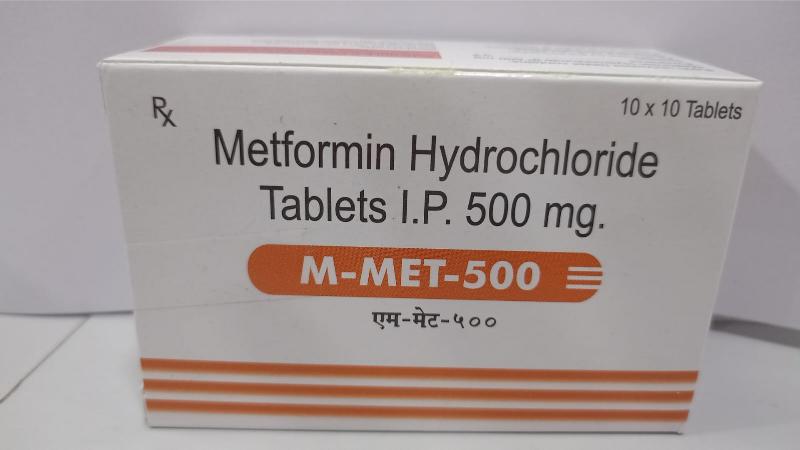 Rx
10 x 10 Tablets
Metformin Hydrochloride
Tablets I.P. 500 mg.
M-MET-500
एम-मेट-५००